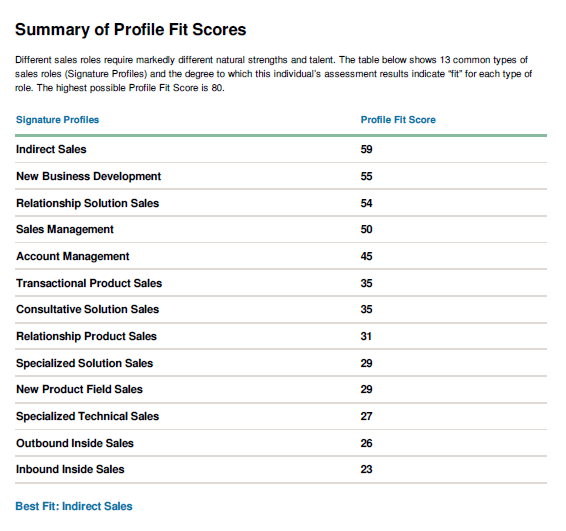 Summary of Profile Fit Scores
Different sales roles require markedly different natural strengths and talent. The table below shows 13 common types of
sales roles (Signature Profiles) and the degree to which this individual's assessment results indicate "fit" for each type of
role. The highest possible Profile Fit Score is 80.
Signature Profiles Profile Fit Score
Indirect Sales 59
New Business Development 55
Relationship Solution Sales 54
Sales Management 50
Account Management 45
Transactional Product Sales 35
Consultative Solution Sales 35
Relationship Product Sales 31
Specialized Solution Sales 29
New Product Field Sales 29
Specialized Technical Sales 27
Outbound Inside Sales 26
Inbound Inside Sales 23
Best Fit: Indirect Sales